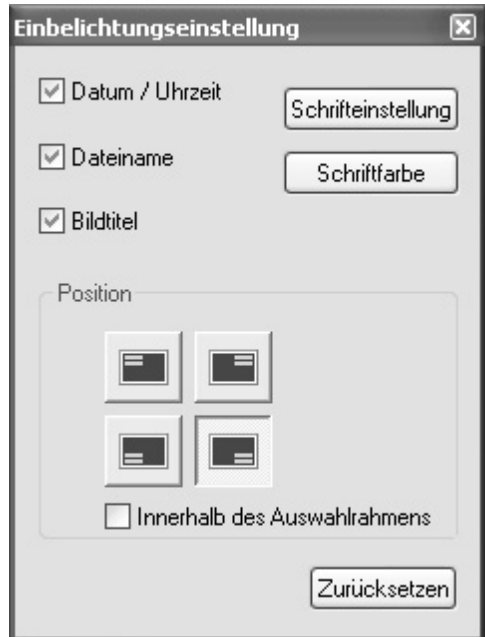 Einbelichtungseinstellung
Datum / Uhrzeit
Schrifteinstellung
Dateiname
Schriftfarbe
Bildtitel
Position
Innerhalb des Auswahlrahmens
Zurücksetzen